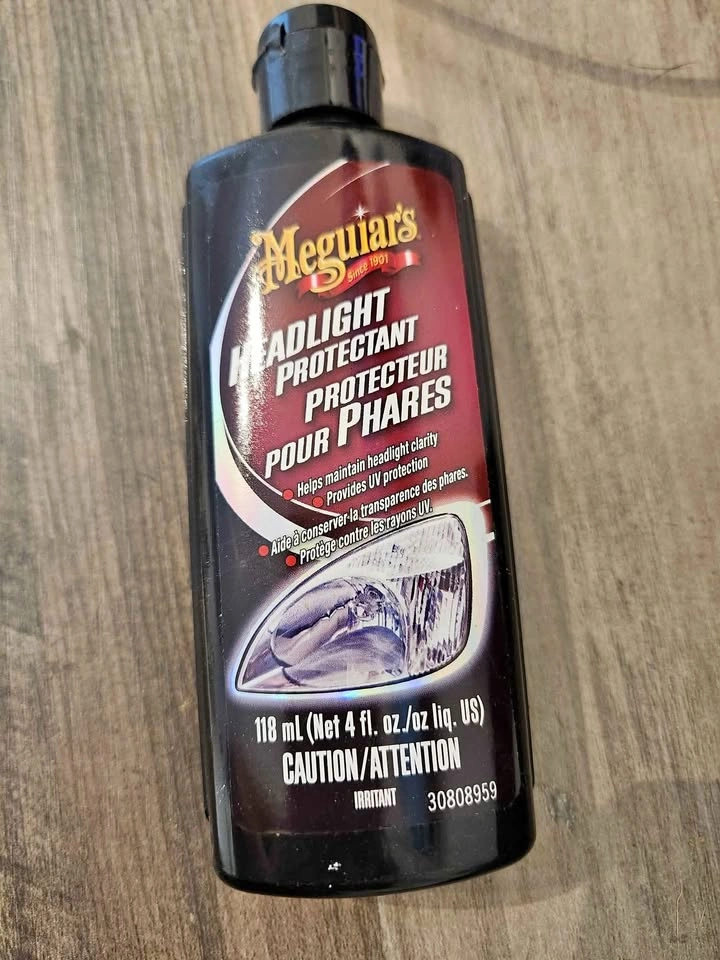 Meguiar's
Since 1901
HEADLIGHT
PROTECTANT
PROTECTEUR
POUR PHARES
Helps maintain headlight clarity
Provides UV protection
Aide à conserver la transparence des phares.
Protège contre les rayons UV.
118 mL (Net 4 fl. oz./oz liq. US)
CAUTION/ATTENTION
IRRITANT
30808959